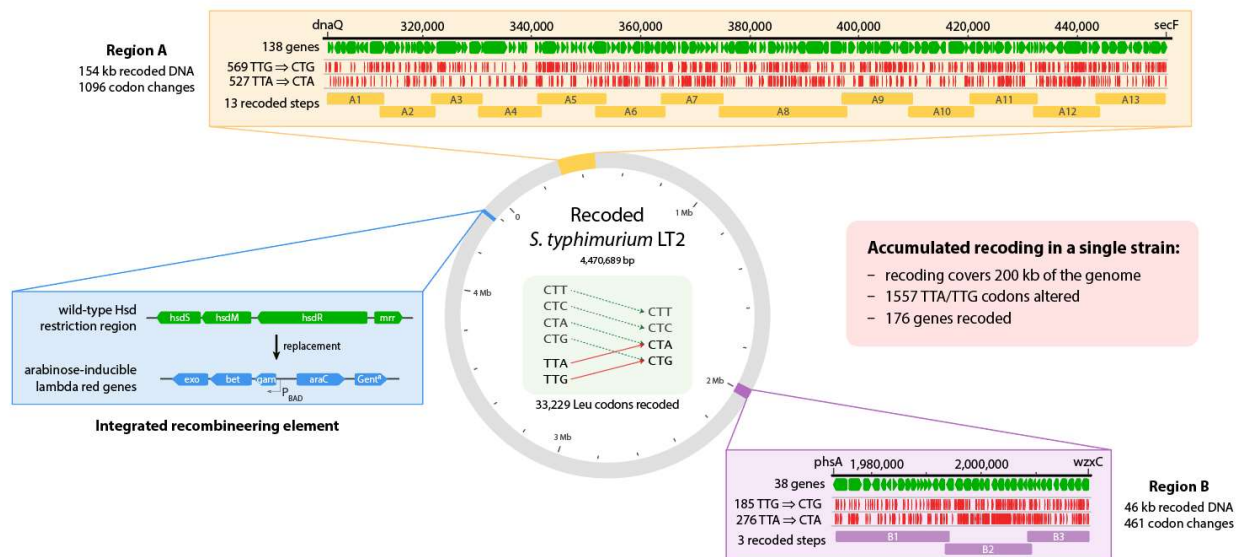 dnaQ 320,000 340,000 360,000 380,000 400,000 420,000 440,000 secF
Region A
154 kb recoded DNA
1096 codon changes
138 genes
569 TTG ⇒ CTG
527 TTA ⇒ CTA
13 recoded steps
A1 A3 A5 A7 A9 A11 A13
A2 A4 A6 A8 A10 A12
0
1 Mb
2 Mb
3 Mb
4 Mb
Recoded
S. typhimurium LT2
4,470,689 bp
CTT
CTC
CTA
CTG
TTA
TTG
CTT
CTC
CTA
CTG
33,229 Leu codons recoded
wild-type Hsd
restriction region
hsdS hsdM hsdR mrr
replacement
arabinose-inducible
lambda red genes
exo bet gam araC Gentᴿ
P BAD
Integrated recombineering element
Accumulated recoding in a single strain:
– recoding covers 200 kb of the genome
– 1557 TTA/TTG codons altered
– 176 genes recoded
phsA 1,980,000 2,000,000 wzxC
38 genes
185 TTG ⇒ CTG
276 TTA ⇒ CTA
3 recoded steps
B1 B3
B2
Region B
46 kb recoded DNA
461 codon changes